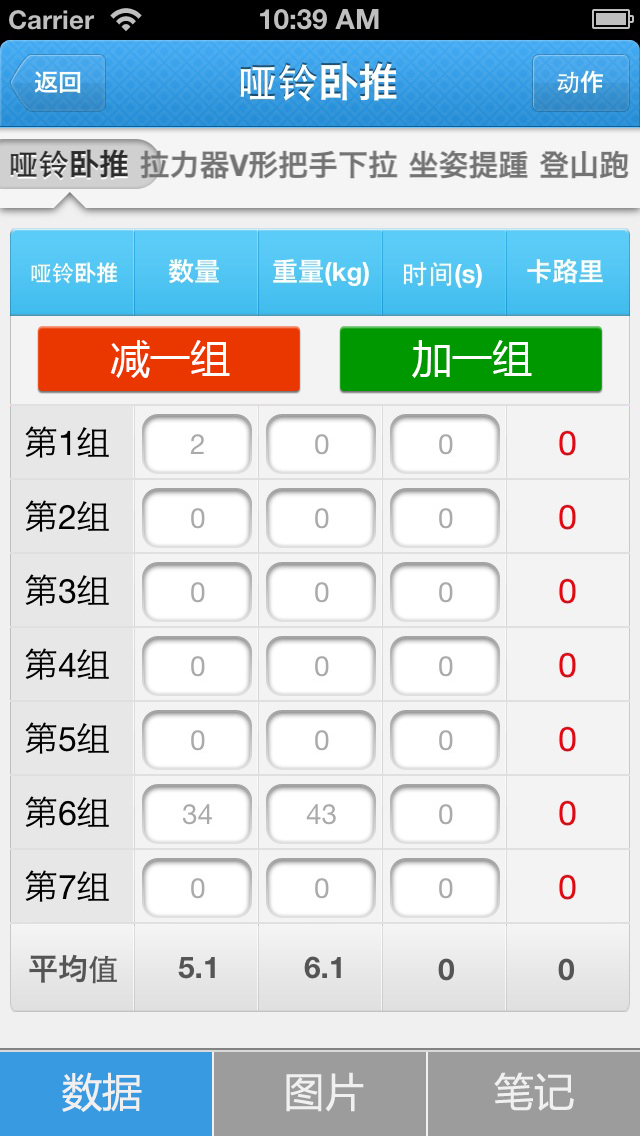 Carrier 10:39 AM
返回 哑铃卧推 动作
哑铃卧推 拉力器V形把手下拉 坐姿提踵 登山跑
哑铃卧推 数量 重量(kg) 时间(s) 卡路里
减一组 加一组
第1组 2 0 0 0
第2组 0 0 0 0
第3组 0 0 0 0
第4组 0 0 0 0
第5组 0 0 0 0
第6组 34 43 0 0
第7组 0 0 0 0
平均值 5.1 6.1 0 0
数据 图片 笔记